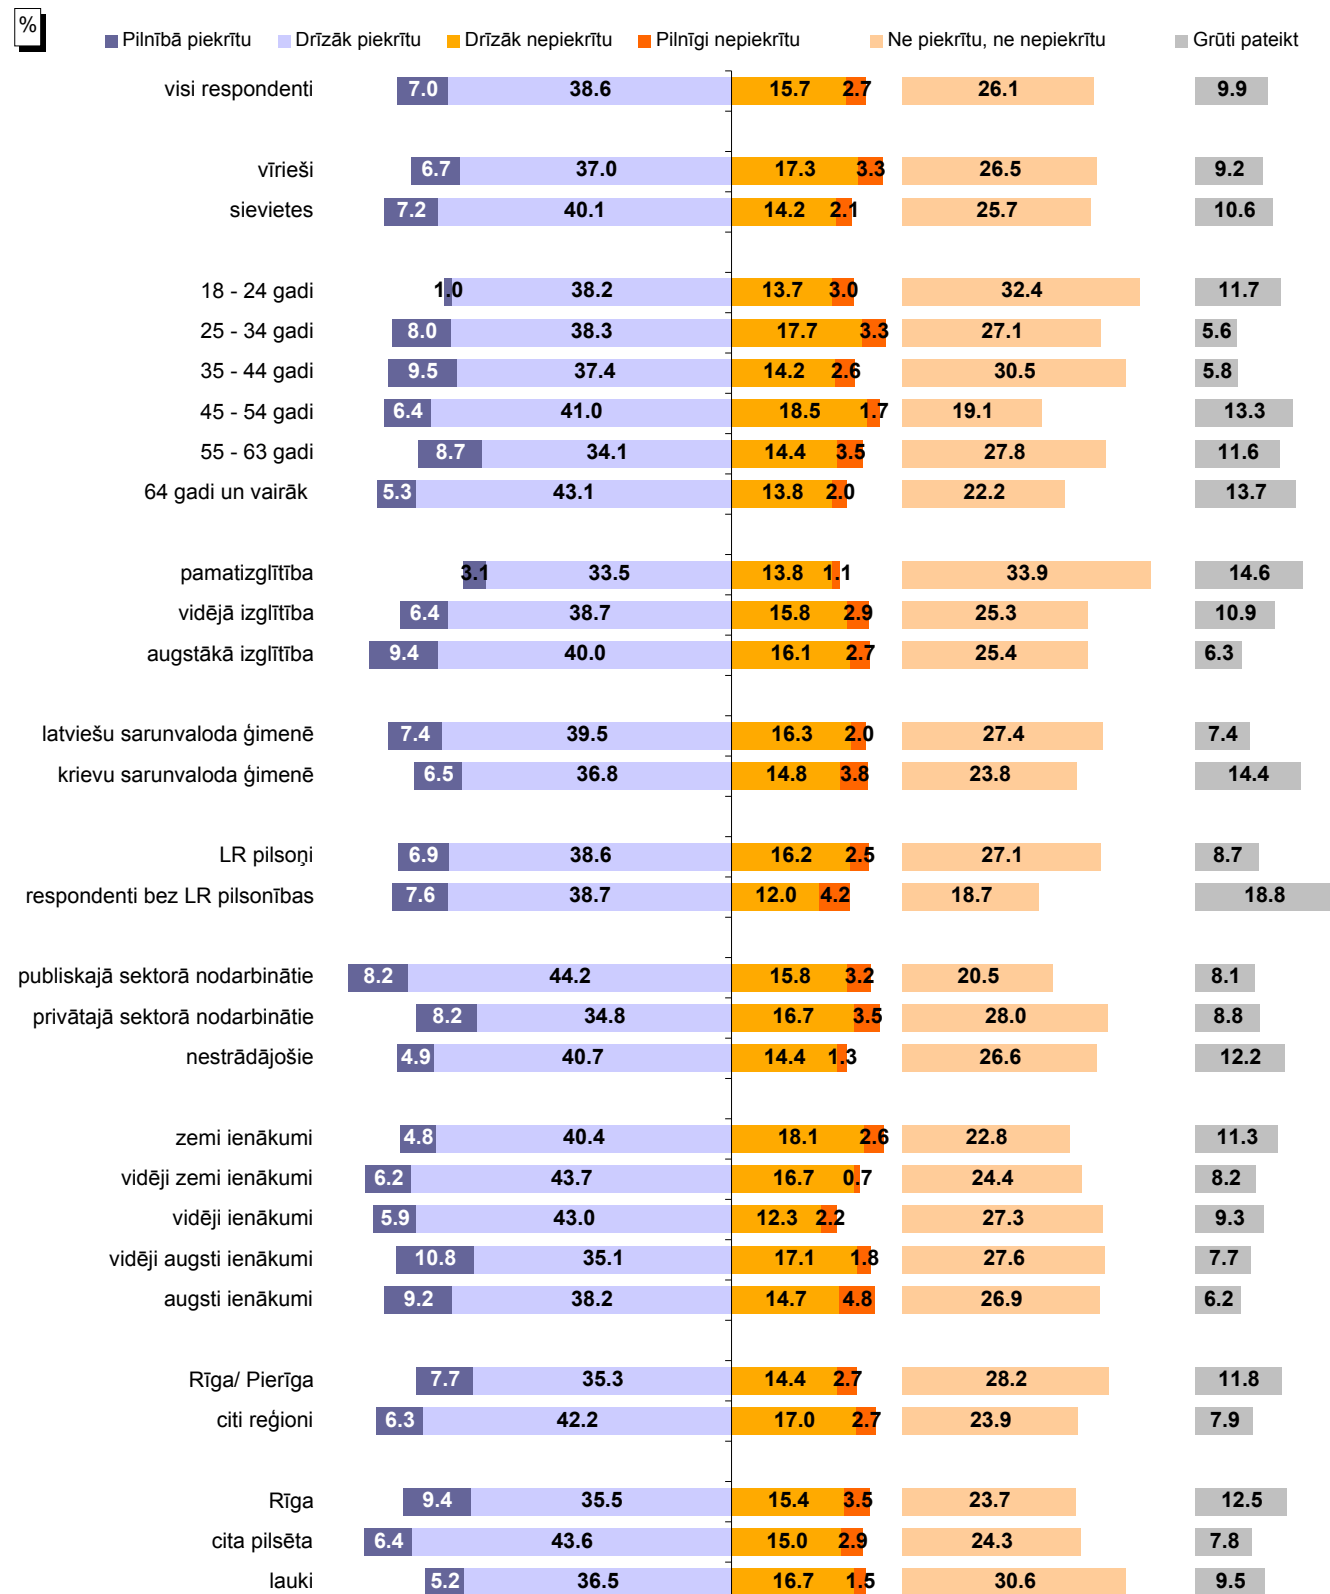 %
Pilnībā piekrītu Drīzāk piekrītu Drīzāk nepiekrītu Pilnīgi nepiekrītu Ne piekrītu, ne nepiekrītu Grūti pateikt
visi respondenti 7.0 38.6 15.7 2.7 26.1 9.9
vīrieši 6.7 37.0 17.3 3.3 26.5 9.2
sievietes 7.2 40.1 14.2 2.1 25.7 10.6
18 - 24 gadi 1.0 38.2 13.7 3.0 32.4 11.7
25 - 34 gadi 8.0 38.3 17.7 3.3 27.1 5.6
35 - 44 gadi 9.5 37.4 14.2 2.6 30.5 5.8
45 - 54 gadi 6.4 41.0 18.5 1.7 19.1 13.3
55 - 63 gadi 8.7 34.1 14.4 3.5 27.8 11.6
64 gadi un vairāk 5.3 43.1 13.8 2.0 22.2 13.7
pamatizglītība 3.1 33.5 13.8 1.1 33.9 14.6
vidējā izglītība 6.4 38.7 15.8 2.9 25.3 10.9
augstākā izglītība 9.4 40.0 16.1 2.7 25.4 6.3
latviešu sarunvaloda ģimenē 7.4 39.5 16.3 2.0 27.4 7.4
krievu sarunvaloda ģimenē 6.5 36.8 14.8 3.8 23.8 14.4
LR pilsoņi 6.9 38.6 16.2 2.5 27.1 8.7
respondenti bez LR pilsonības 7.6 38.7 12.0 4.2 18.7 18.8
publiskajā sektorā nodarbinātie 8.2 44.2 15.8 3.2 20.5 8.1
privātajā sektorā nodarbinātie 8.2 34.8 16.7 3.5 28.0 8.8
nestrādājošie 4.9 40.7 14.4 1.3 26.6 12.2
zemi ienākumi 4.8 40.4 18.1 2.6 22.8 11.3
vidēji zemi ienākumi 6.2 43.7 16.7 0.7 24.4 8.2
vidēji ienākumi 5.9 43.0 12.3 2.2 27.3 9.3
vidēji augsti ienākumi 10.8 35.1 17.1 1.8 27.6 7.7
augsti ienākumi 9.2 38.2 14.7 4.8 26.9 6.2
Rīga/ Pierīga 7.7 35.3 14.4 2.7 28.2 11.8
citi reģioni 6.3 42.2 17.0 2.7 23.9 7.9
Rīga 9.4 35.5 15.4 3.5 23.7 12.5
cita pilsēta 6.4 43.6 15.0 2.9 24.3 7.8
lauki 5.2 36.5 16.7 1.5 30.6 9.5